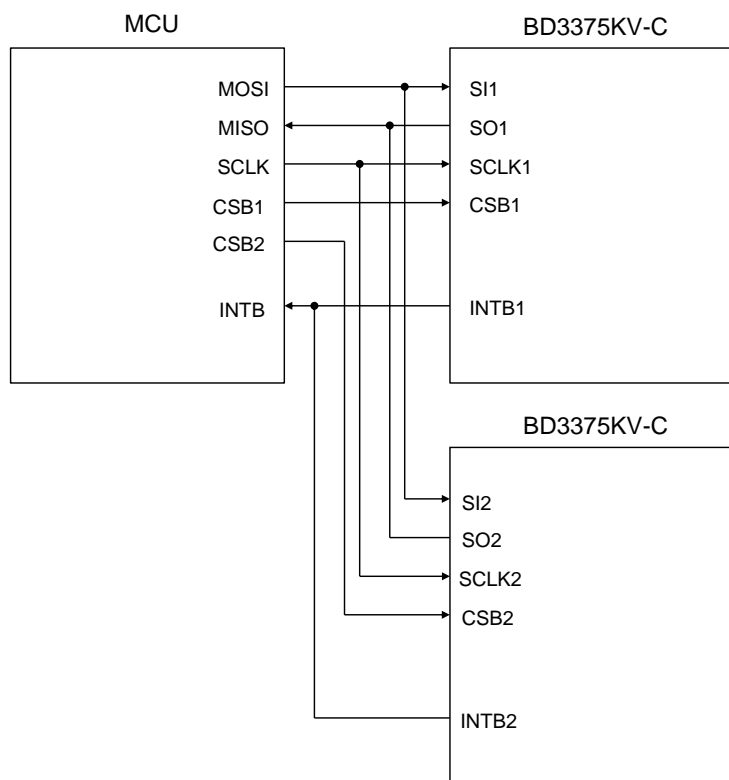 MCU
BD3375KV-C
MOSI
SI1
MISO
SO1
SCLK
SCLK1
CSB1
CSB1
CSB2
INTB
INTB1
BD3375KV-C
SI2
SO2
SCLK2
CSB2
INTB2